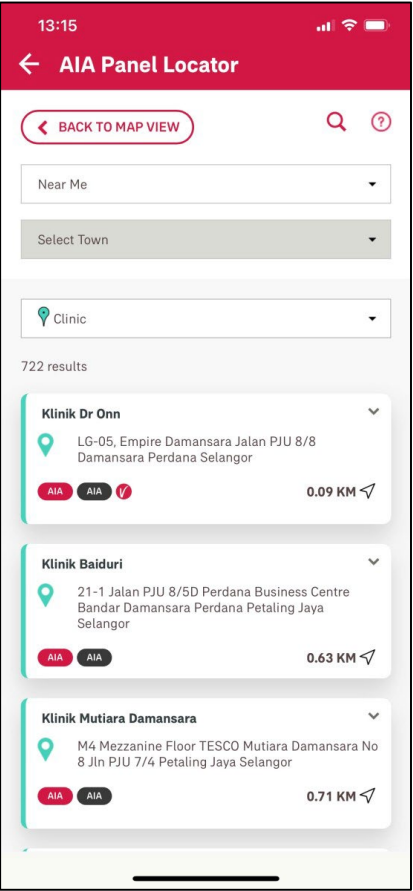 13:15
AIA Panel Locator
BACK TO MAP VIEW
?
Near Me
Select Town
Clinic
722 results
Klinik Dr Onn
LG-05, Empire Damansara Jalan PJU 8/8
Damansara Perdana Selangor
AIA AIA 0.09 KM
Klinik Baiduri
21-1 Jalan PJU 8/5D Perdana Business Centre
Bandar Damansara Perdana Petaling Jaya
Selangor
AIA AIA 0.63 KM
Klinik Mutiara Damansara
M4 Mezzanine Floor TESCO Mutiara Damansara No
8 Jln PJU 7/4 Petaling Jaya Selangor
AIA AIA 0.71 KM